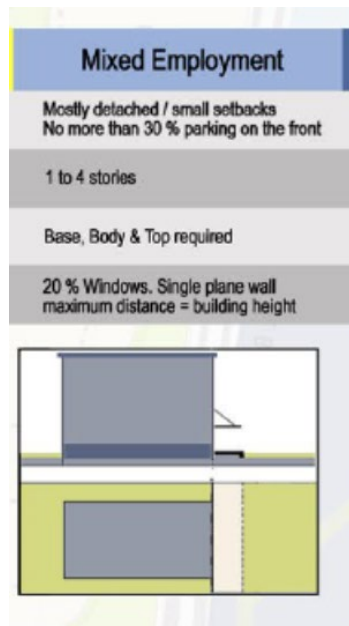 Mixed Employment
Mostly detached / small setbacks
No more than 30 % parking on the front
1 to 4 stories
Base, Body & Top required
20 % Windows. Single plane wall
maximum distance = building height